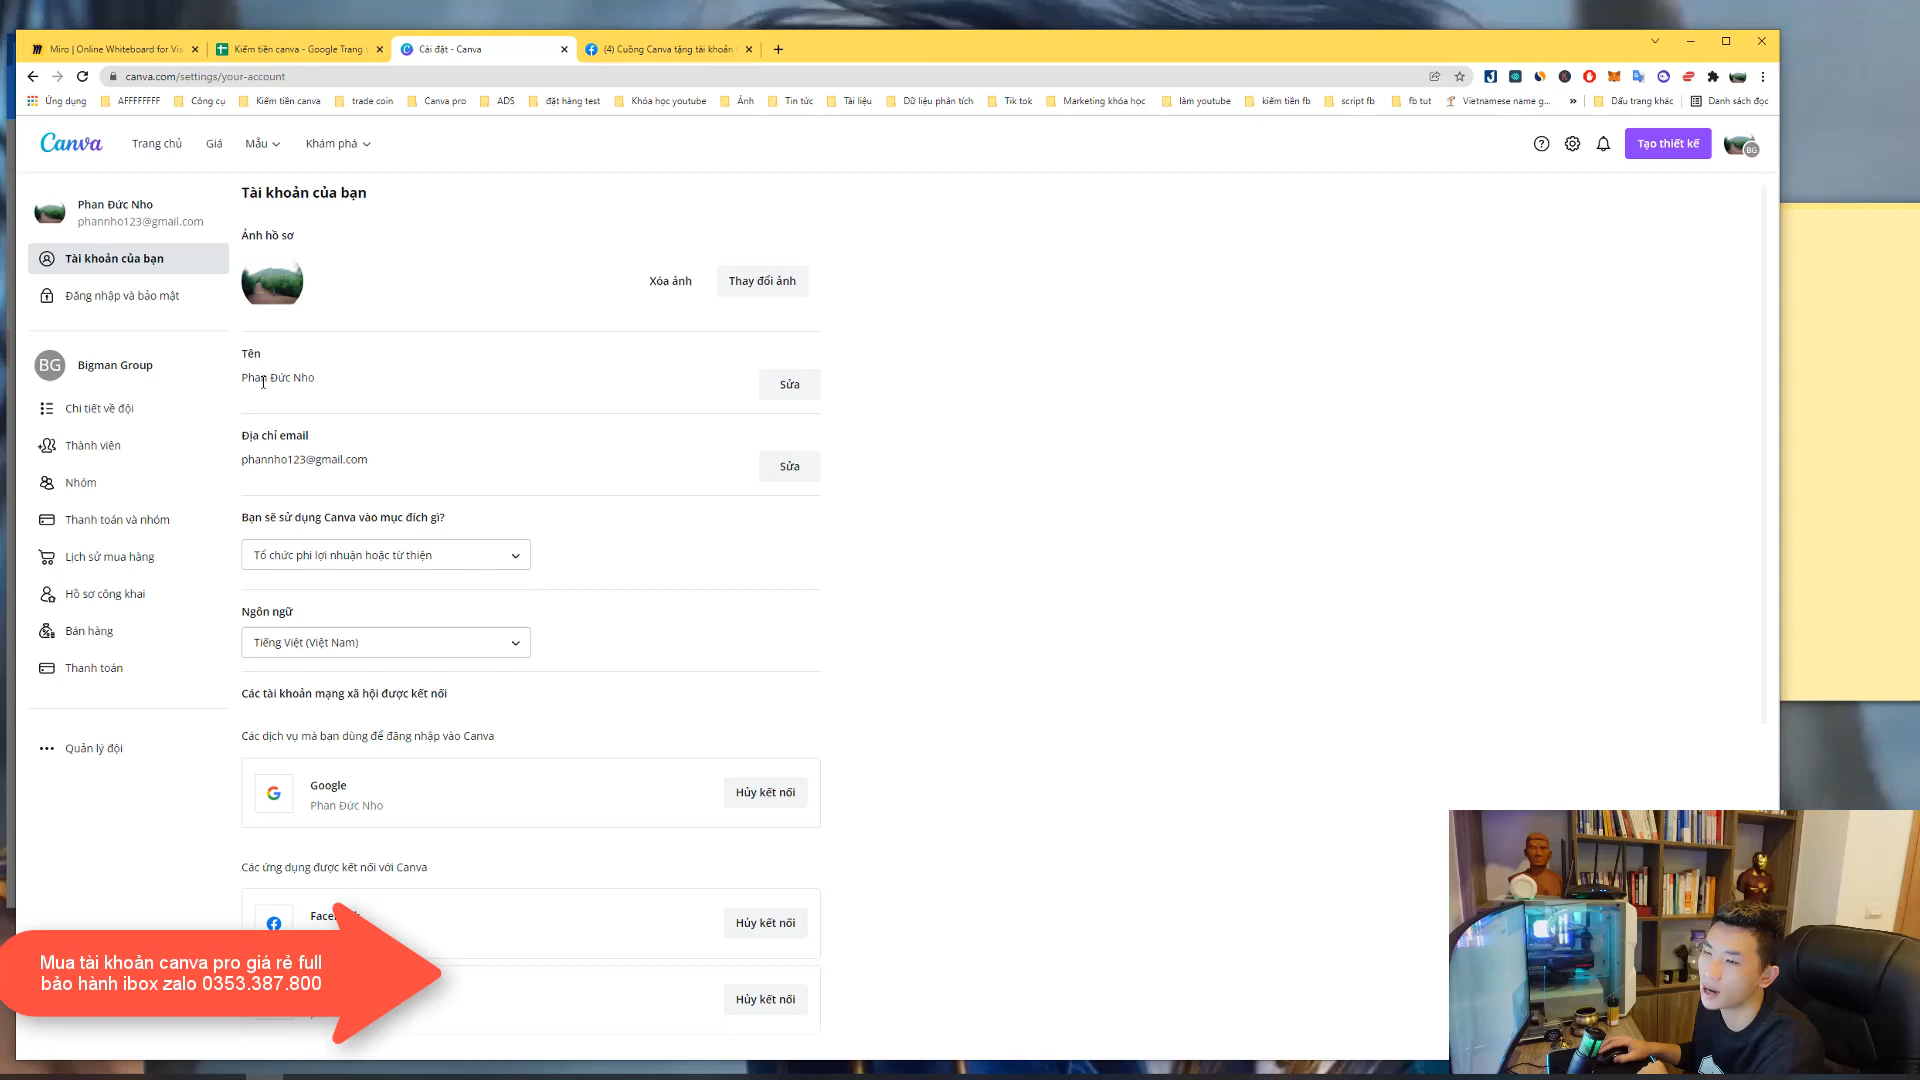 Miro | Online Whiteboard for Vis
Kiếm tiền canva - Google Trang t
Cài đặt - Canva
(4) Cuồng Canva tặng tài khoản
canva.com/settings/your-account
Ứng dụng
AFFFFFFF
Công cụ
Kiếm tiền canva
trade coin
Canva pro
ADS
đặt hàng test
Khóa học youtube
Ảnh
Tin tức
Tài liệu
Dữ liệu phân tích
Tik tok
Marketing khóa học
làm youtube
kiếm tiền fb
script fb
fb tut
Vietnamese name g...
»
Dấu trang khác
Danh sách đọc
Canva
Trang chủ
Giá
Mẫu
Khám phá
Tạo thiết kế
BG
Phan Đức Nho
phannho123@gmail.com
Tài khoản của bạn
Đăng nhập và bảo mật
BG
Bigman Group
Chi tiết về đội
Thành viên
Nhóm
Thanh toán và nhóm
Lịch sử mua hàng
Hồ sơ công khai
Bán hàng
Thanh toán
Quản lý đội
Tài khoản của bạn
Ảnh hồ sơ
Xóa ảnh
Thay đổi ảnh
Tên
Phan Đức Nho
Sửa
Địa chỉ email
phannho123@gmail.com
Sửa
Bạn sẽ sử dụng Canva vào mục đích gì?
Tổ chức phi lợi nhuận hoặc từ thiện
Ngôn ngữ
Tiếng Việt (Việt Nam)
Các tài khoản mạng xã hội được kết nối
Các dịch vụ mà bạn dùng để đăng nhập vào Canva
Google
Phan Đức Nho
Hủy kết nối
Các ứng dụng được kết nối với Canva
Hủy kết nối
Hủy kết nối
Mua tài khoản canva pro giá rẻ full
bảo hành ibox zalo 0353.387.800